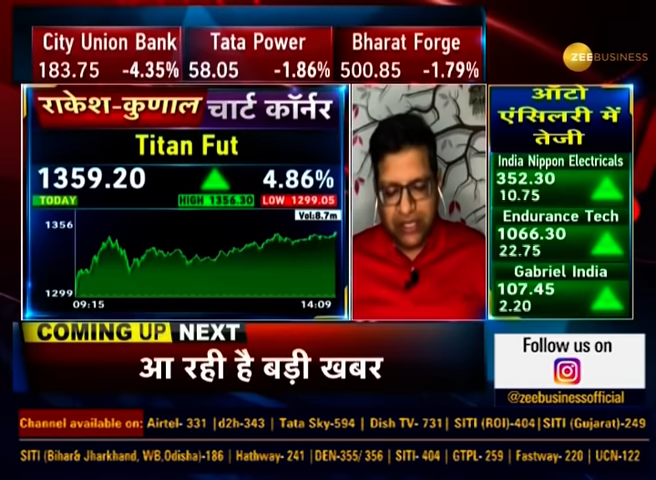 City Union Bank Tata Power Bharat Forge
183.75 -4.35% 58.05 -1.86% 500.85 -1.79%
ZEEBUSINESS
राकेश-कुणाल चार्ट कॉर्नर
Titan Fut
1359.20 4.86%
TODAY HIGH 1356.30 LOW 1299.05
Vol:8.7m
1356
1299
09:15 14:09
ऑटो
एंसिलरी में
तेजी
India Nippon Electricals
352.30
10.75
Endurance Tech
1066.30
22.75
Gabriel India
107.45
2.20
COMING UP NEXT
आ रही है बड़ी खबर
Follow us on
@zeebusinessofficial
Channel available on: Airtel- 331 |d2h-343 | Tata Sky-594 | Dish TV- 731| SITI (ROI)-404|SITI (Gujarat)-249
SITI (Bihar& Jharkhand, WB,Odisha)-186 | Hathway- 241 |DEN-355/ 356 | SITI- 404 | GTPL- 259 | Fastway- 220 | UCN-122